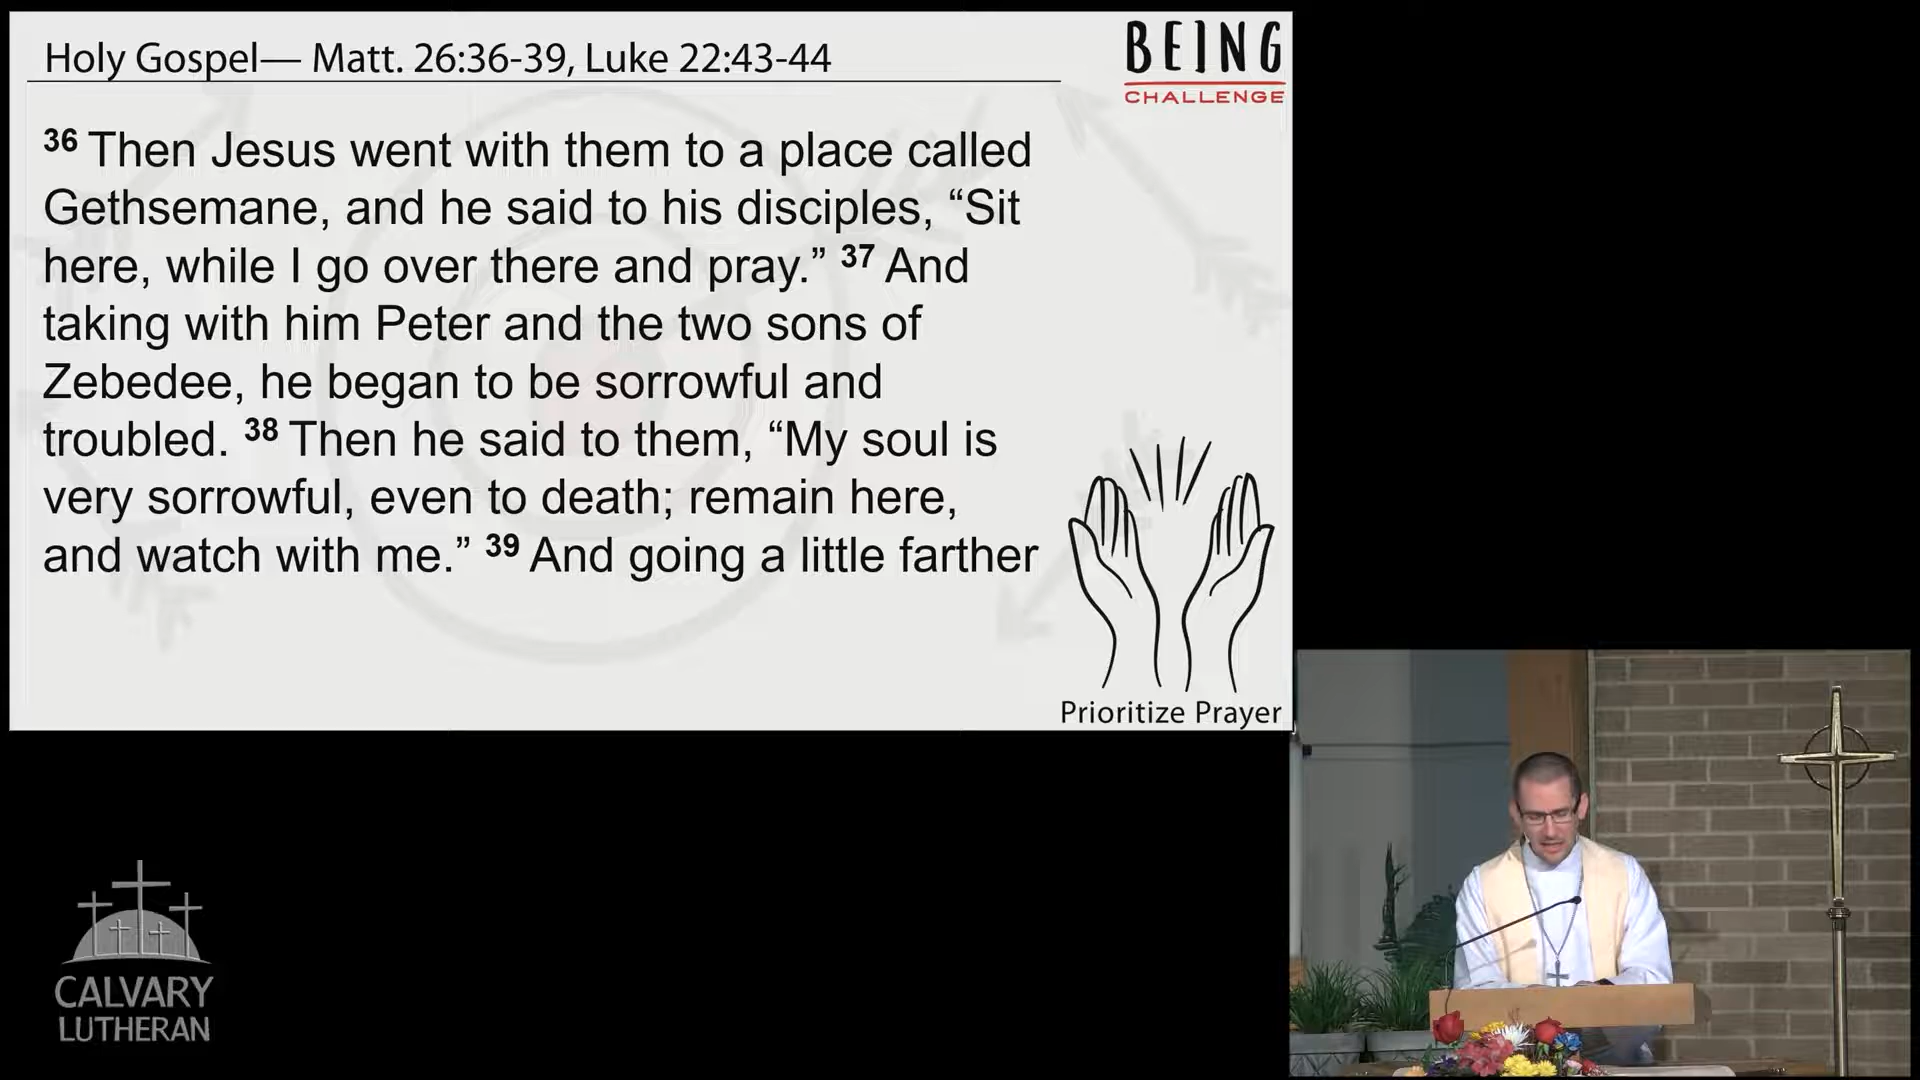 Holy Gospel— Matt. 26:36-39, Luke 22:43-44
BEING
CHALLENGE
36 Then Jesus went with them to a place called
Gethsemane, and he said to his disciples, “Sit
here, while I go over there and pray.” 37 And
taking with him Peter and the two sons of
Zebedee, he began to be sorrowful and
troubled. 38 Then he said to them, “My soul is
very sorrowful, even to death; remain here,
and watch with me.” 39 And going a little farther
Prioritize Prayer
CALVARY
LUTHERAN